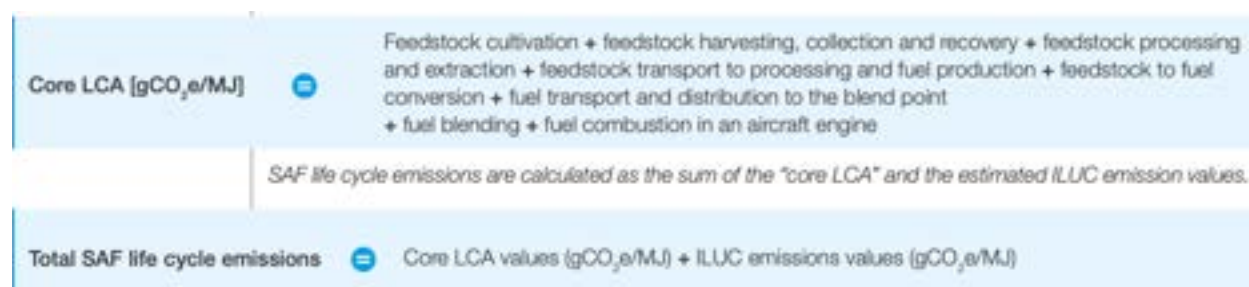 Feedstock cultivation + feedstock harvesting, collection and recovery + feedstock processing
and extraction + feedstock transport to processing and fuel production + feedstock to fuel
Core LCA [gCO₂e/MJ] =
conversion + fuel transport and distribution to the blend point
+ fuel blending + fuel combustion in an aircraft engine
SAF life cycle emissions are calculated as the sum of the "core LCA" and the estimated ILUC emission values.
Total SAF life cycle emissions = Core LCA values (gCO₂e/MJ) + ILUC emissions values (gCO₂e/MJ)